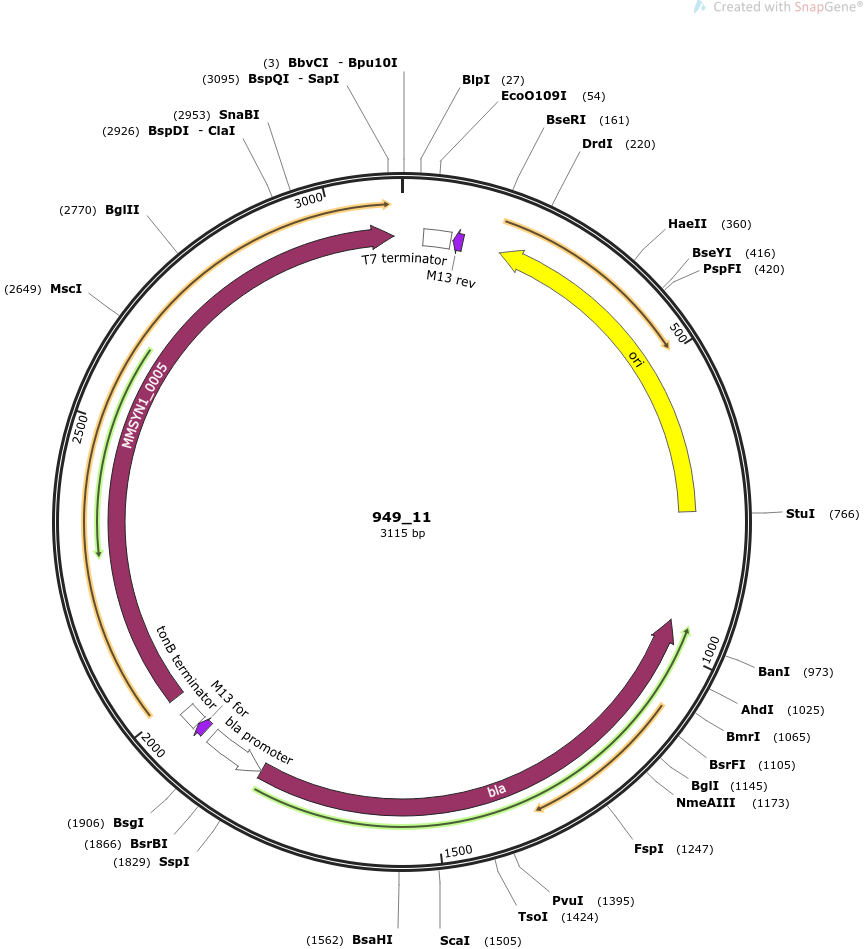 Created with SnapGene®
(3) BbvCI - Bpu10I
(3095) BspQI - SapI
BlpI (27)
EcoO109I (54)
(2953) SnaBI
BseRI (161)
(2926) BspDI - ClaI
DrdI (220)
3000
(2770) BglII
HaeII (360)
T7 terminator
BseYI (416)
PspFI (420)
M13 rev
(2649) MscI
500
ori
MMSYN1_0005
2500
949_11
3115 bp
StuI (766)
tonB terminator
1000
BanI (973)
M13 for
AhdI (1025)
bla promoter
BmrI (1065)
2000
BsrFI (1105)
BglI (1145)
bla
NmeAIII (1173)
(1906) BsgI
(1866) BsrBI
FspI (1247)
1500
(1829) SspI
PvuI (1395)
TsoI (1424)
(1562) BsaHI
ScaI (1505)